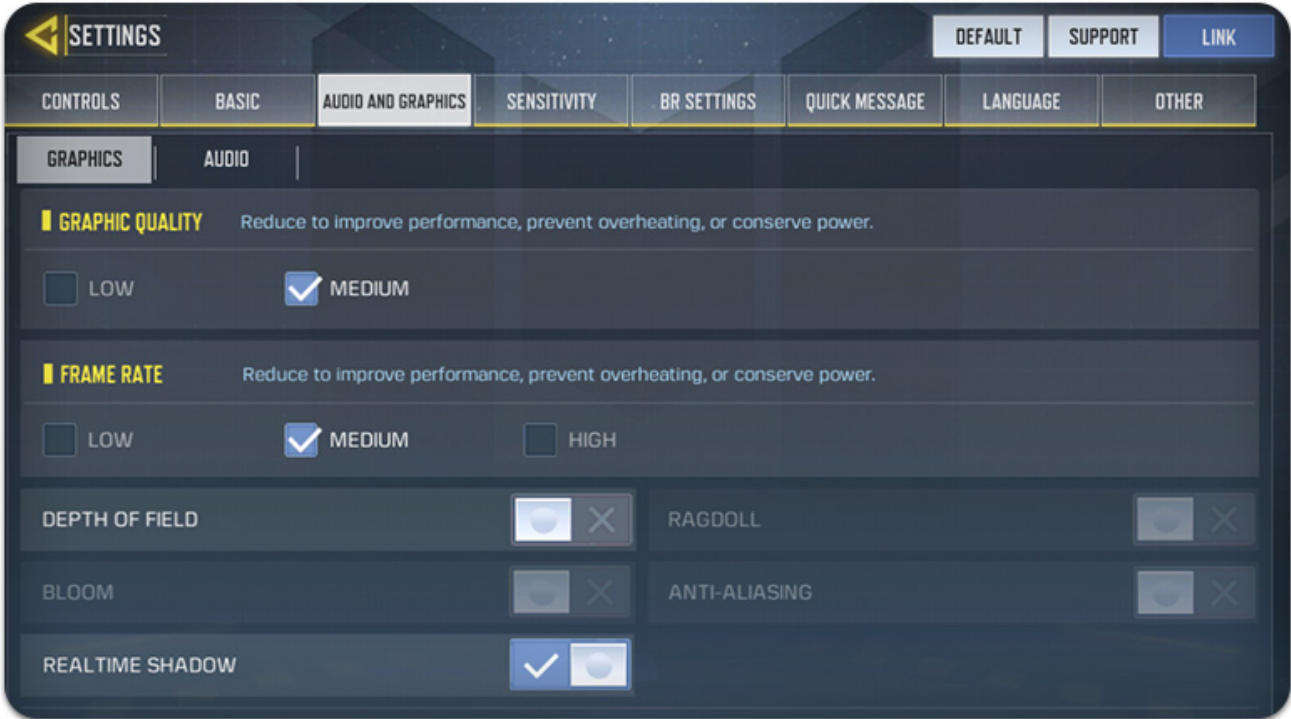 SETTINGS
DEFAULT SUPPORT LINK
CONTROLS BASIC AUDIO AND GRAPHICS SENSITIVITY BR SETTINGS QUICK MESSAGE LANGUAGE OTHER
GRAPHICS AUDIO
GRAPHIC QUALITY Reduce to improve performance, prevent overheating, or conserve power.
LOW MEDIUM
FRAME RATE Reduce to improve performance, prevent overheating, or conserve power.
LOW MEDIUM HIGH
DEPTH OF FIELD RAGDOLL
BLOOM ANTI-ALIASING
REALTIME SHADOW